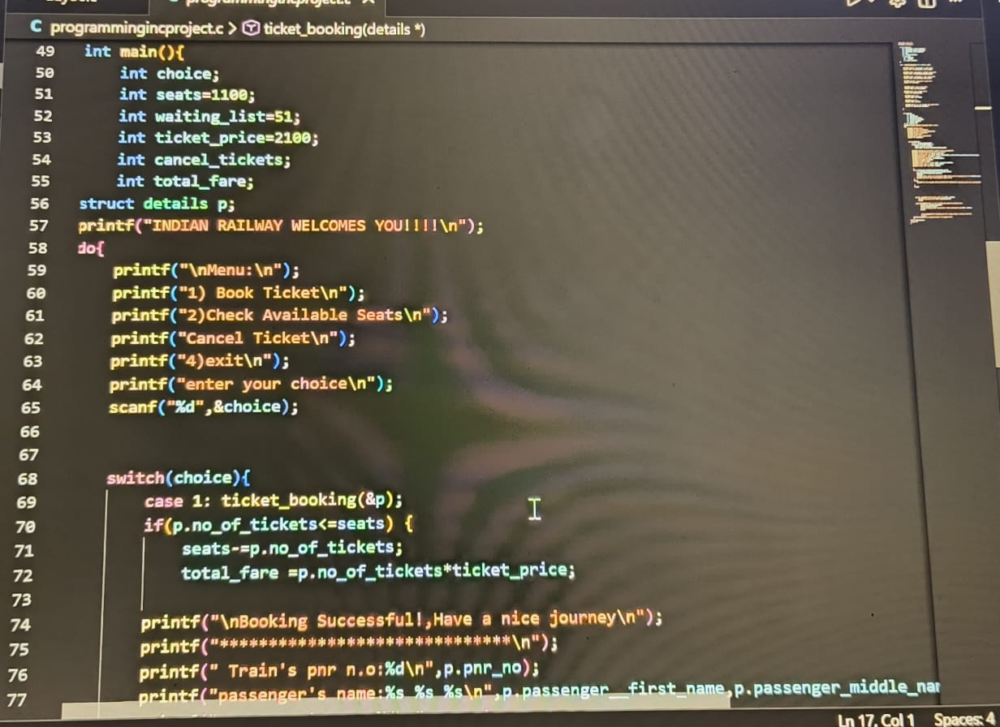 programmingincproject.c
C programmingincproject.c > ticket_booking(details *)
49 int main(){
50 int choice;
51 int seats=1100;
52 int waiting_list=51;
53 int ticket_price=2100;
54 int cancel_tickets;
55 int total_fare;
56 struct details p;
57 printf("INDIAN RAILWAY WELCOMES YOU!!!!\n");
58 do{
59 printf("\nMenu:\n");
60 printf("1) Book Ticket\n");
61 printf("2)Check Available Seats\n");
62 printf("Cancel Ticket\n");
63 printf("4)exit\n");
64 printf("enter your choice\n");
65 scanf("%d",&choice);
66
67
68 switch(choice){
69 case 1: ticket_booking(&p);
70 if(p.no_of_tickets<=seats) {
71 seats-=p.no_of_tickets;
72 total_fare =p.no_of_tickets*ticket_price;
73
74 printf("\nBooking Successful!,Have a nice journey\n");
75 printf("******************************\n");
76 printf(" Train's pnr n.o:%d\n",p.pnr_no);
77 printf("passenger's name:%s %s %s\n",p.passenger__first_name,p.passenger_middle_nam
Ln 17, Col 1 Spaces: 4